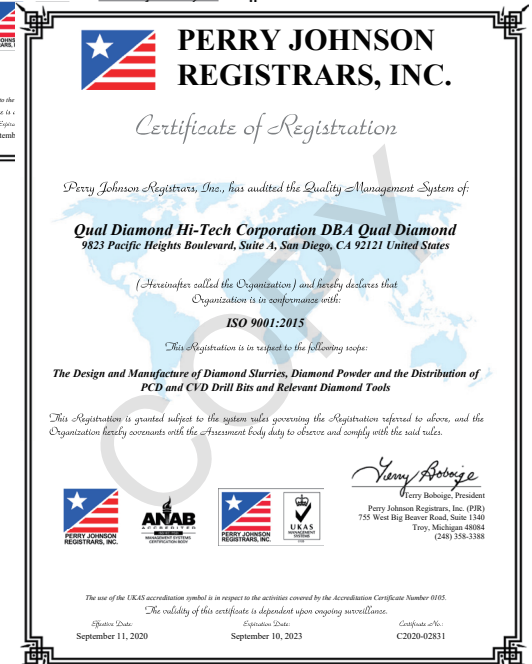 PERRY JOHNSON
REGISTRARS, INC.
Certificate of Registration
Perry Johnson Registrars, Inc., has audited the Quality Management System of:
Qual Diamond Hi-Tech Corporation DBA Qual Diamond
9823 Pacific Heights Boulevard, Suite A, San Diego, CA 92121 United States
(Hereinafter called the Organization) and hereby declares that
Organization is in conformance with:
ISO 9001:2015
This Registration is in respect to the following scope:
The Design and Manufacture of Diamond Slurries, Diamond Powder and the Distribution of
PCD and CVD Drill Bits and Relevant Diamond Tools
This Registration is granted subject to the system rules governing the Registration referred to above, and the
Organization hereby covenants with the Assessment body duty to observe and comply with the said rules.
COPY
Terry Boboige
Terry Boboige, President
Perry Johnson Registrars, Inc. (PJR)
755 West Big Beaver Road, Suite 1340
Troy, Michigan 48084
(248) 358-3388
PERRY JOHNSON
REGISTRARS, INC.
ANAB
ACCREDITED
MANAGEMENT SYSTEMS
CERTIFICATION BODY
PERRY JOHNSON
REGISTRARS, INC.
UKAS
MANAGEMENT
SYSTEMS
The use of the UKAS accreditation symbol is in respect to the activities covered by the Accreditation Certificate Number 0105.
The validity of this certificate is dependent upon ongoing surveillance.
Effective Date: Expiration Date: Certificate No.:
September 11, 2020 September 10, 2023 C2020-02831